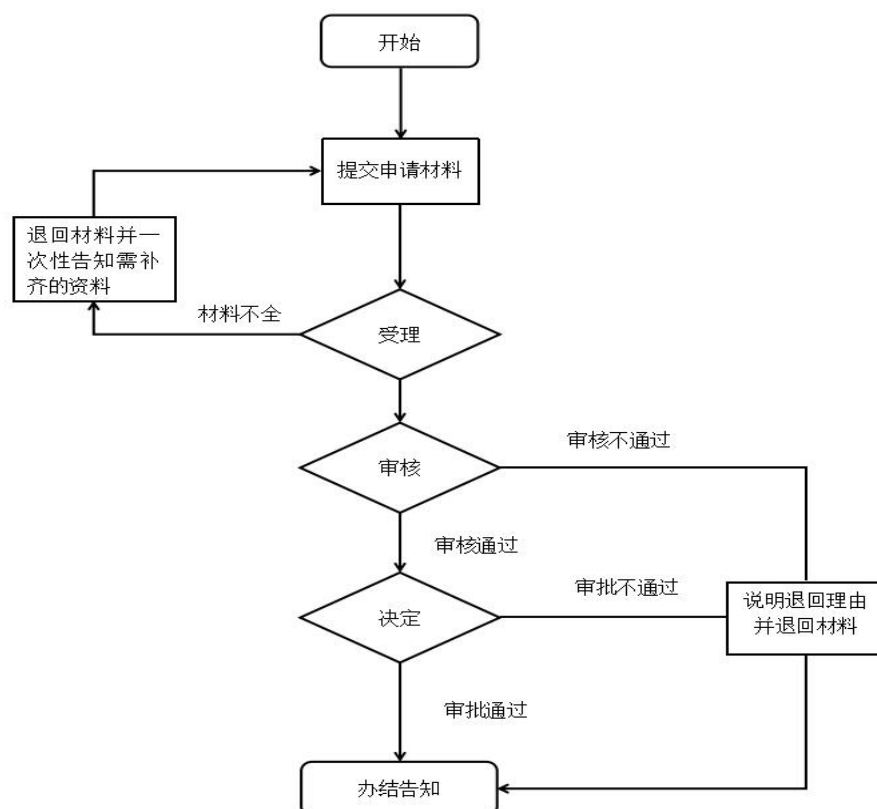 开始
提交申请材料
退回材料并一
次性告知需补
齐的资料
材料不全
受理
审核不通过
审核
审核通过
审批不通过
决定
说明退回理由
并退回材料
审批通过
办结告知